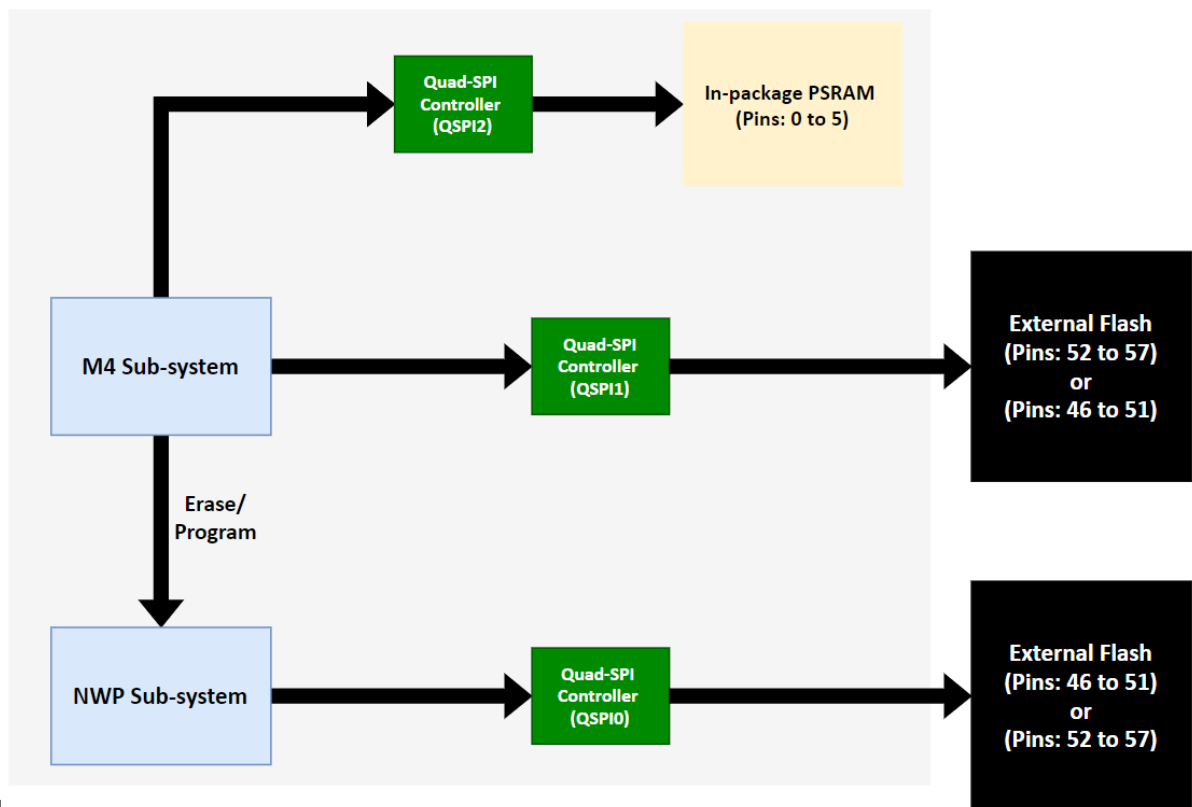 Quad-SPI
Controller
(QSPI2)
In-package PSRAM
(Pins: 0 to 5)
M4 Sub-system
Quad-SPI
Controller
(QSPI1)
External Flash
(Pins: 52 to 57)
or
(Pins: 46 to 51)
Erase/
Program
NWP Sub-system
Quad-SPI
Controller
(QSPI0)
External Flash
(Pins: 46 to 51)
or
(Pins: 52 to 57)